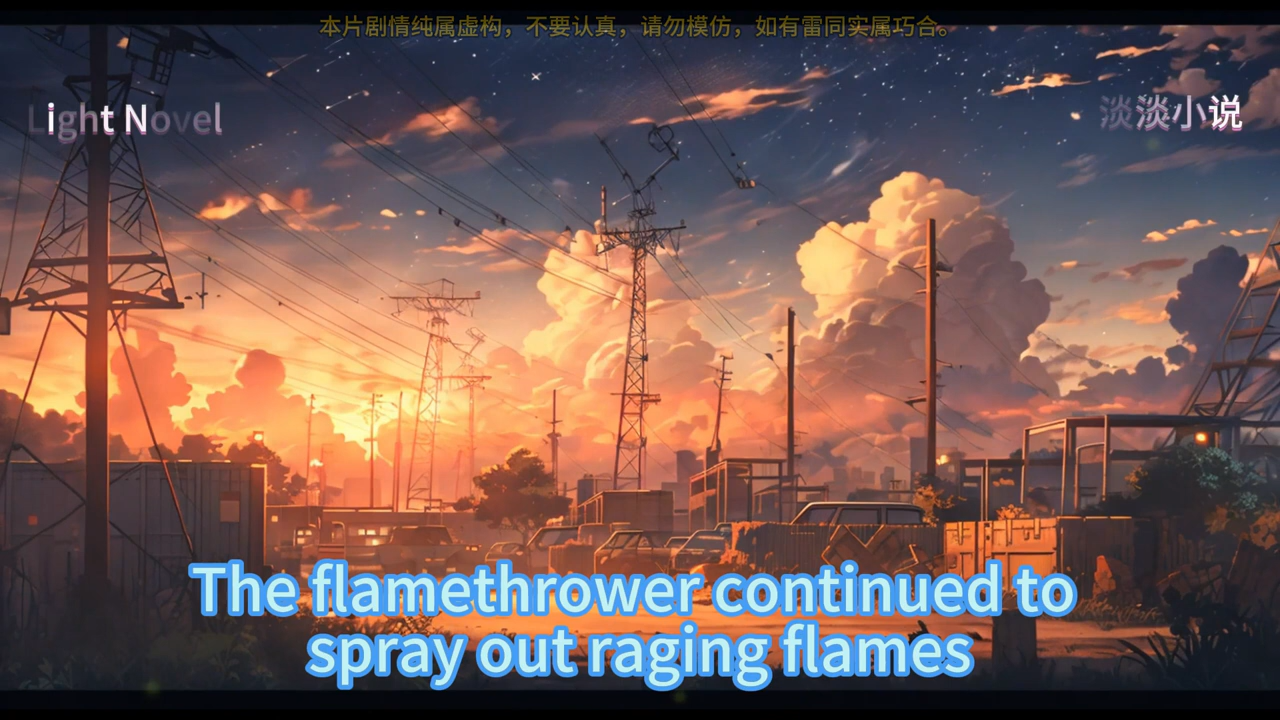 本片剧情纯属虚构，不要认真，请勿模仿，如有雷同实属巧合。
Light Novel
淡淡小说
The flamethrower continued to
spray out raging flames